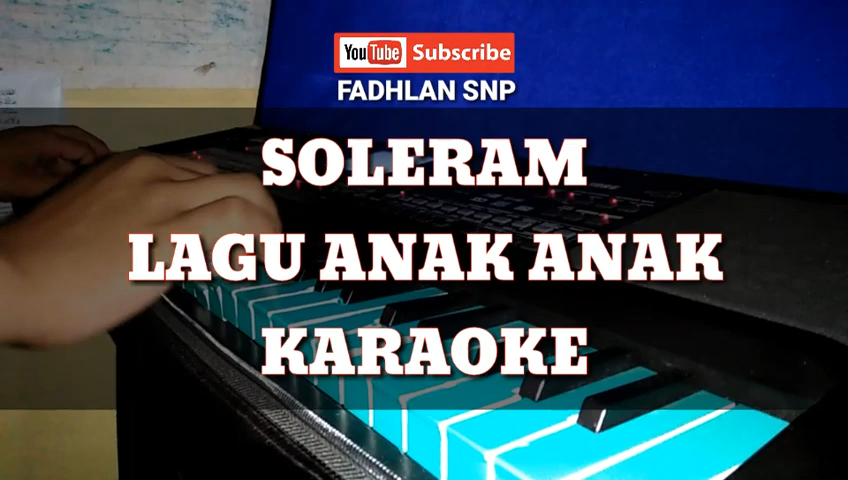 YouTube Subscribe
FADHLAN SNP
SOLERAM
LAGU ANAK ANAK
KARAOKE